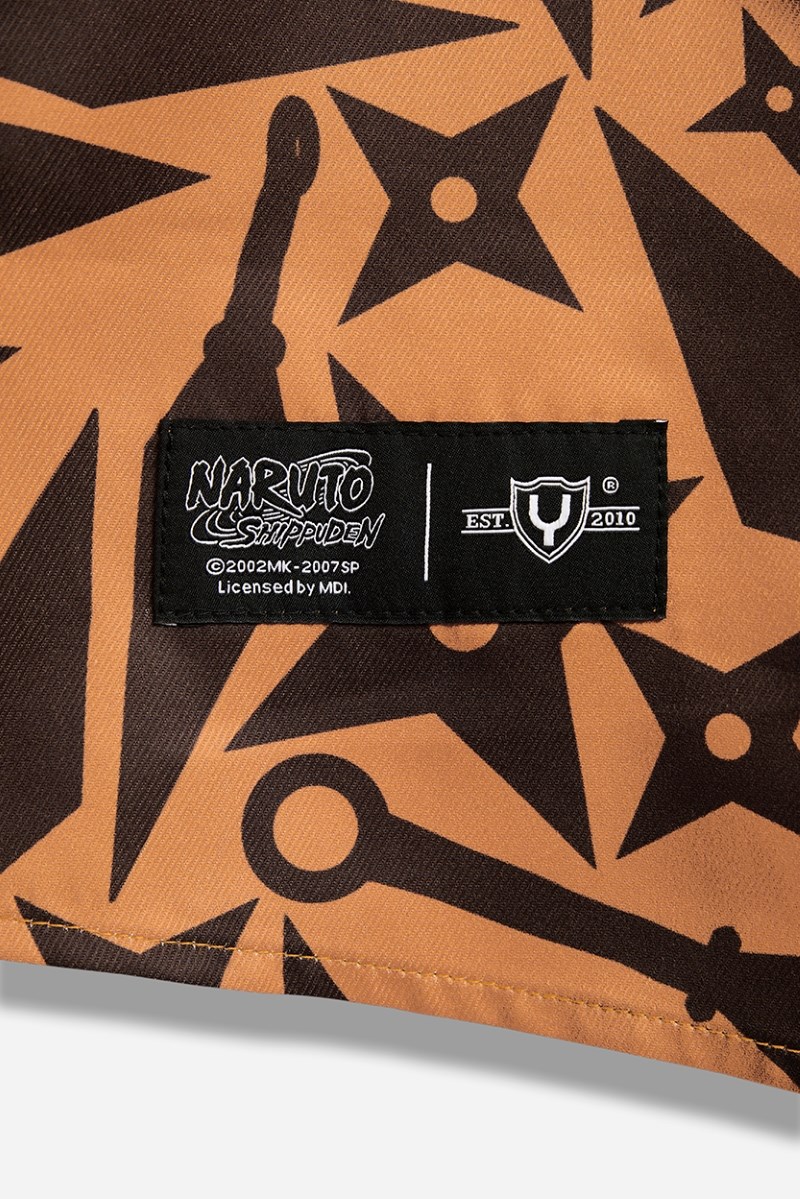 NARUTO
SHIPPUDEN
©2002MK-2007SP
Licensed by MDI.
®
EST. Y 2010